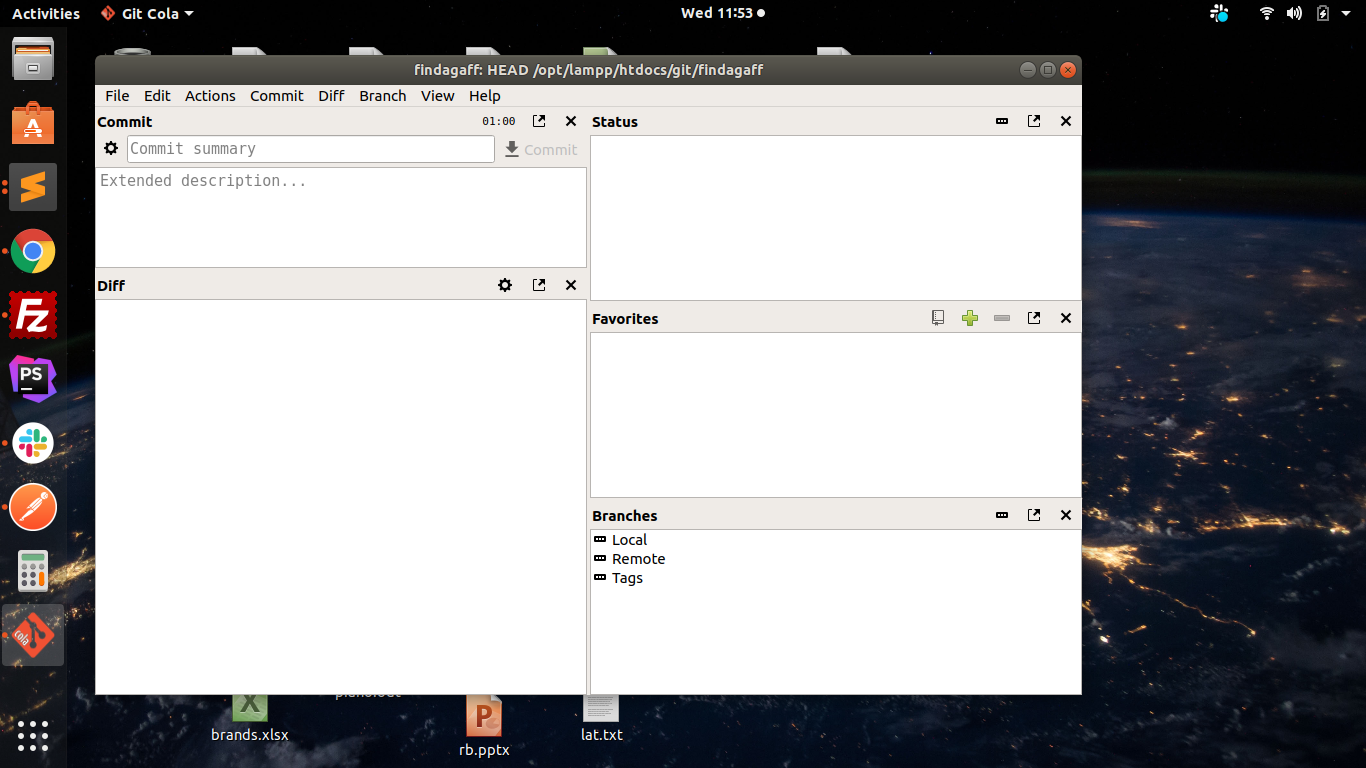 Activities
Git Cola
Wed 11:53
findagaff: HEAD /opt/lampp/htdocs/git/findagaff
File Edit Actions Commit Diff Branch View Help
Commit
01:00
Commit summary
Commit
Extended description...
Diff
Status
Favorites
Branches
Local
Remote
Tags
A
Fz
PS
cola
X
brands.xlsx
P
rb.pptx
lat.txt